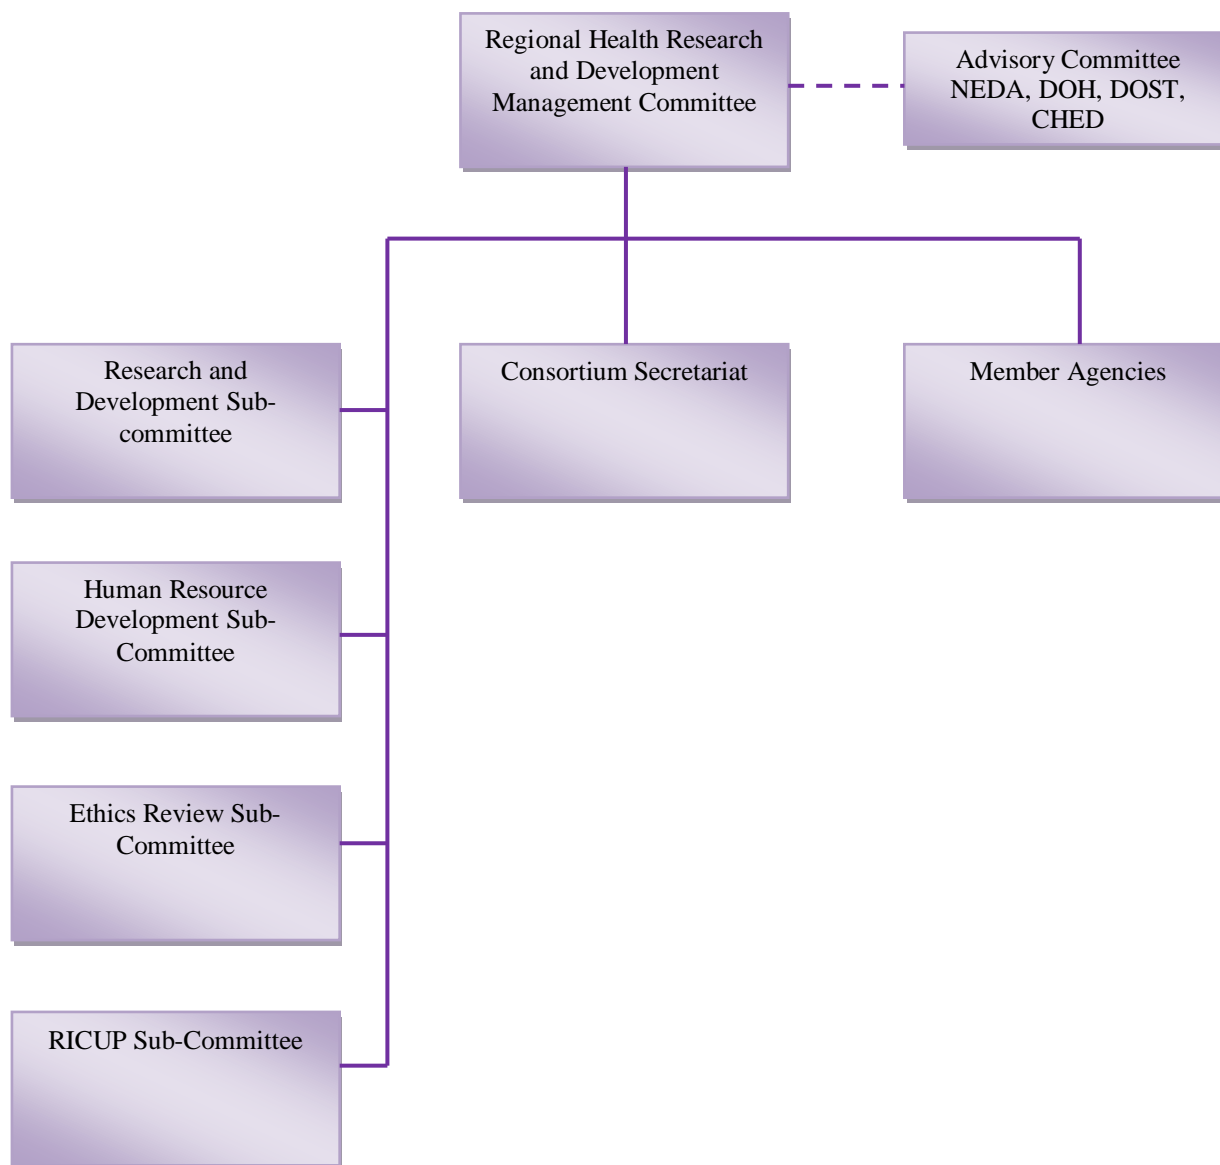 Regional Health Research
and Development
Management Committee
Advisory Committee
NEDA, DOH, DOST,
CHED
Research and
Development Sub-
committee
Consortium Secretariat
Member Agencies
Human Resource
Development Sub-
Committee
Ethics Review Sub-
Committee
RICUP Sub-Committee